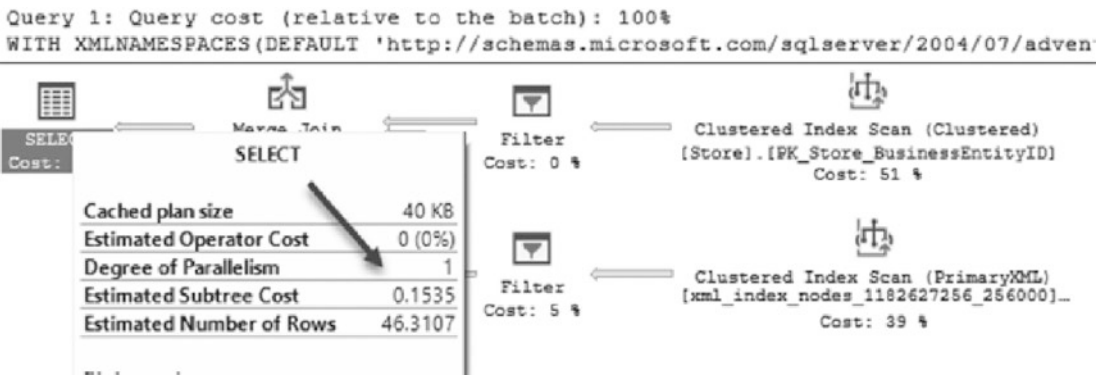 Query 1: Query cost (relative to the batch): 100%
WITH XMLNAMESPACES(DEFAULT 'http://schemas.microsoft.com/sqlserver/2004/07/adven
SELEC
Cost:
Merge Join
Filter
Cost: 0 %
Clustered Index Scan (Clustered)
[Store].[PK_Store_BusinessEntityID]
Cost: 51 %
SELECT
Cached plan size 40 KB
Estimated Operator Cost 0 (0%)
Degree of Parallelism 1
Estimated Subtree Cost 0.1535
Estimated Number of Rows 46.3107
Filter
Cost: 5 %
Clustered Index Scan (PrimaryXML)
[xml_index_nodes_1182627256_256000]…
Cost: 39 %